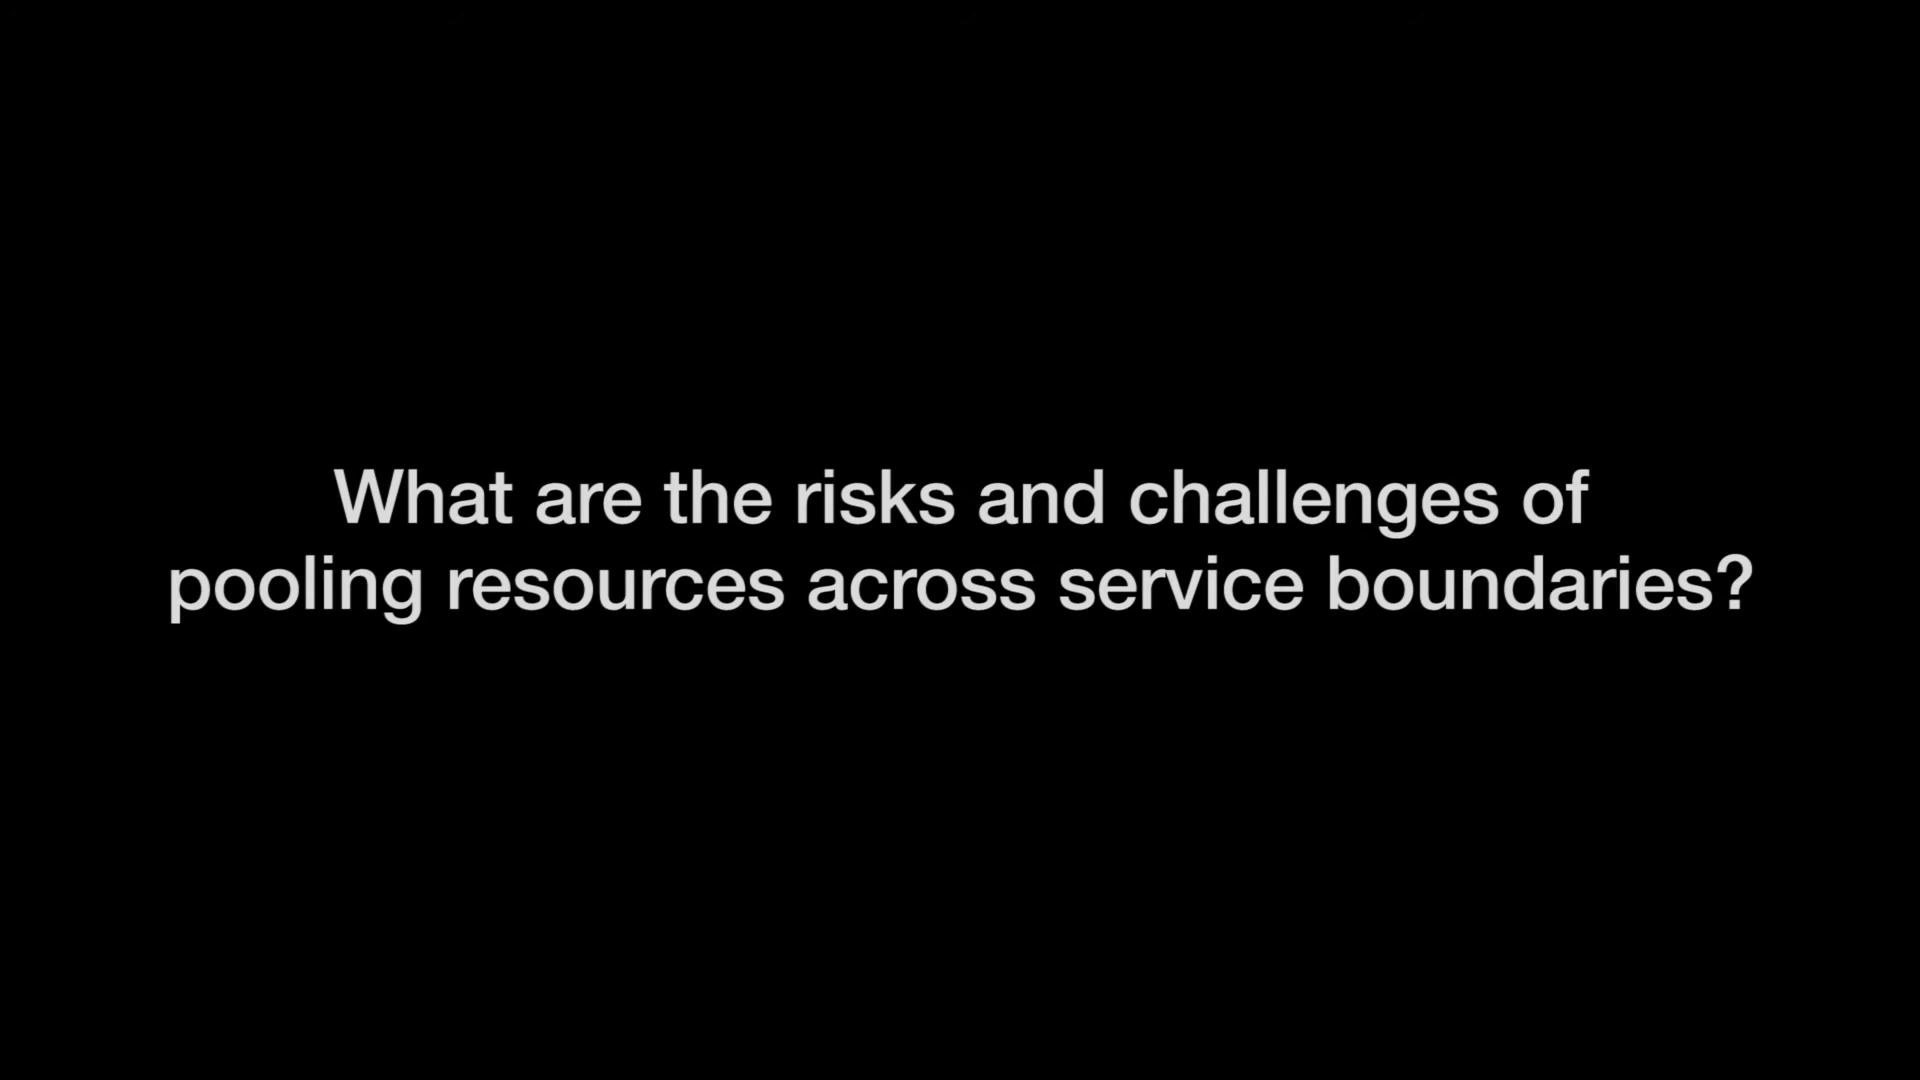 What are the risks and challenges of
pooling resources across service boundaries?